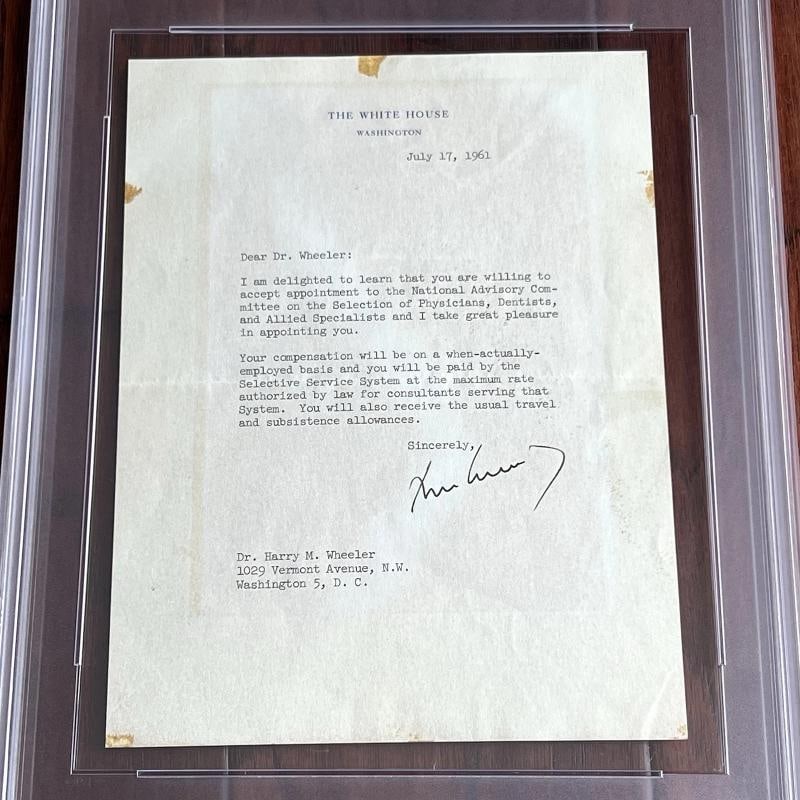 THE WHITE HOUSE
WASHINGTON
July 17, 1961
Dear Dr. Wheeler:
I am delighted to learn that you are willing to
accept appointment to the National Advisory Com-
mittee on the Selection of Physicians, Dentists,
and Allied Specialists and I take great pleasure
in appointing you.
Your compensation will be on a when-actually-
employed basis and you will be paid by the
Selective Service System at the maximum rate
authorized by law for consultants serving that
System. You will also receive the usual travel
and subsistence allowances.
Sincerely,
Dr. Harry M. Wheeler
1029 Vermont Avenue, N.W.
Washington 5, D. C.